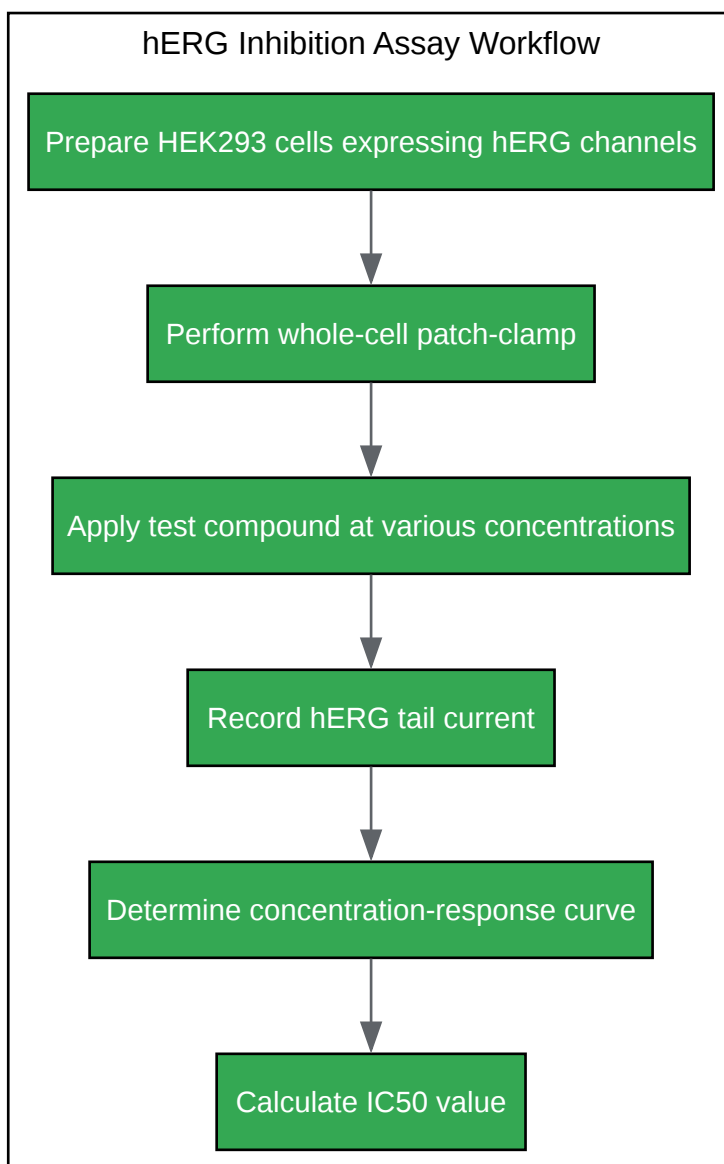 hERG Inhibition Assay Workflow
Prepare HEK293 cells expressing hERG channels
Perform whole-cell patch-clamp
Apply test compound at various concentrations
Record hERG tail current
Determine concentration-response curve
Calculate IC50 value